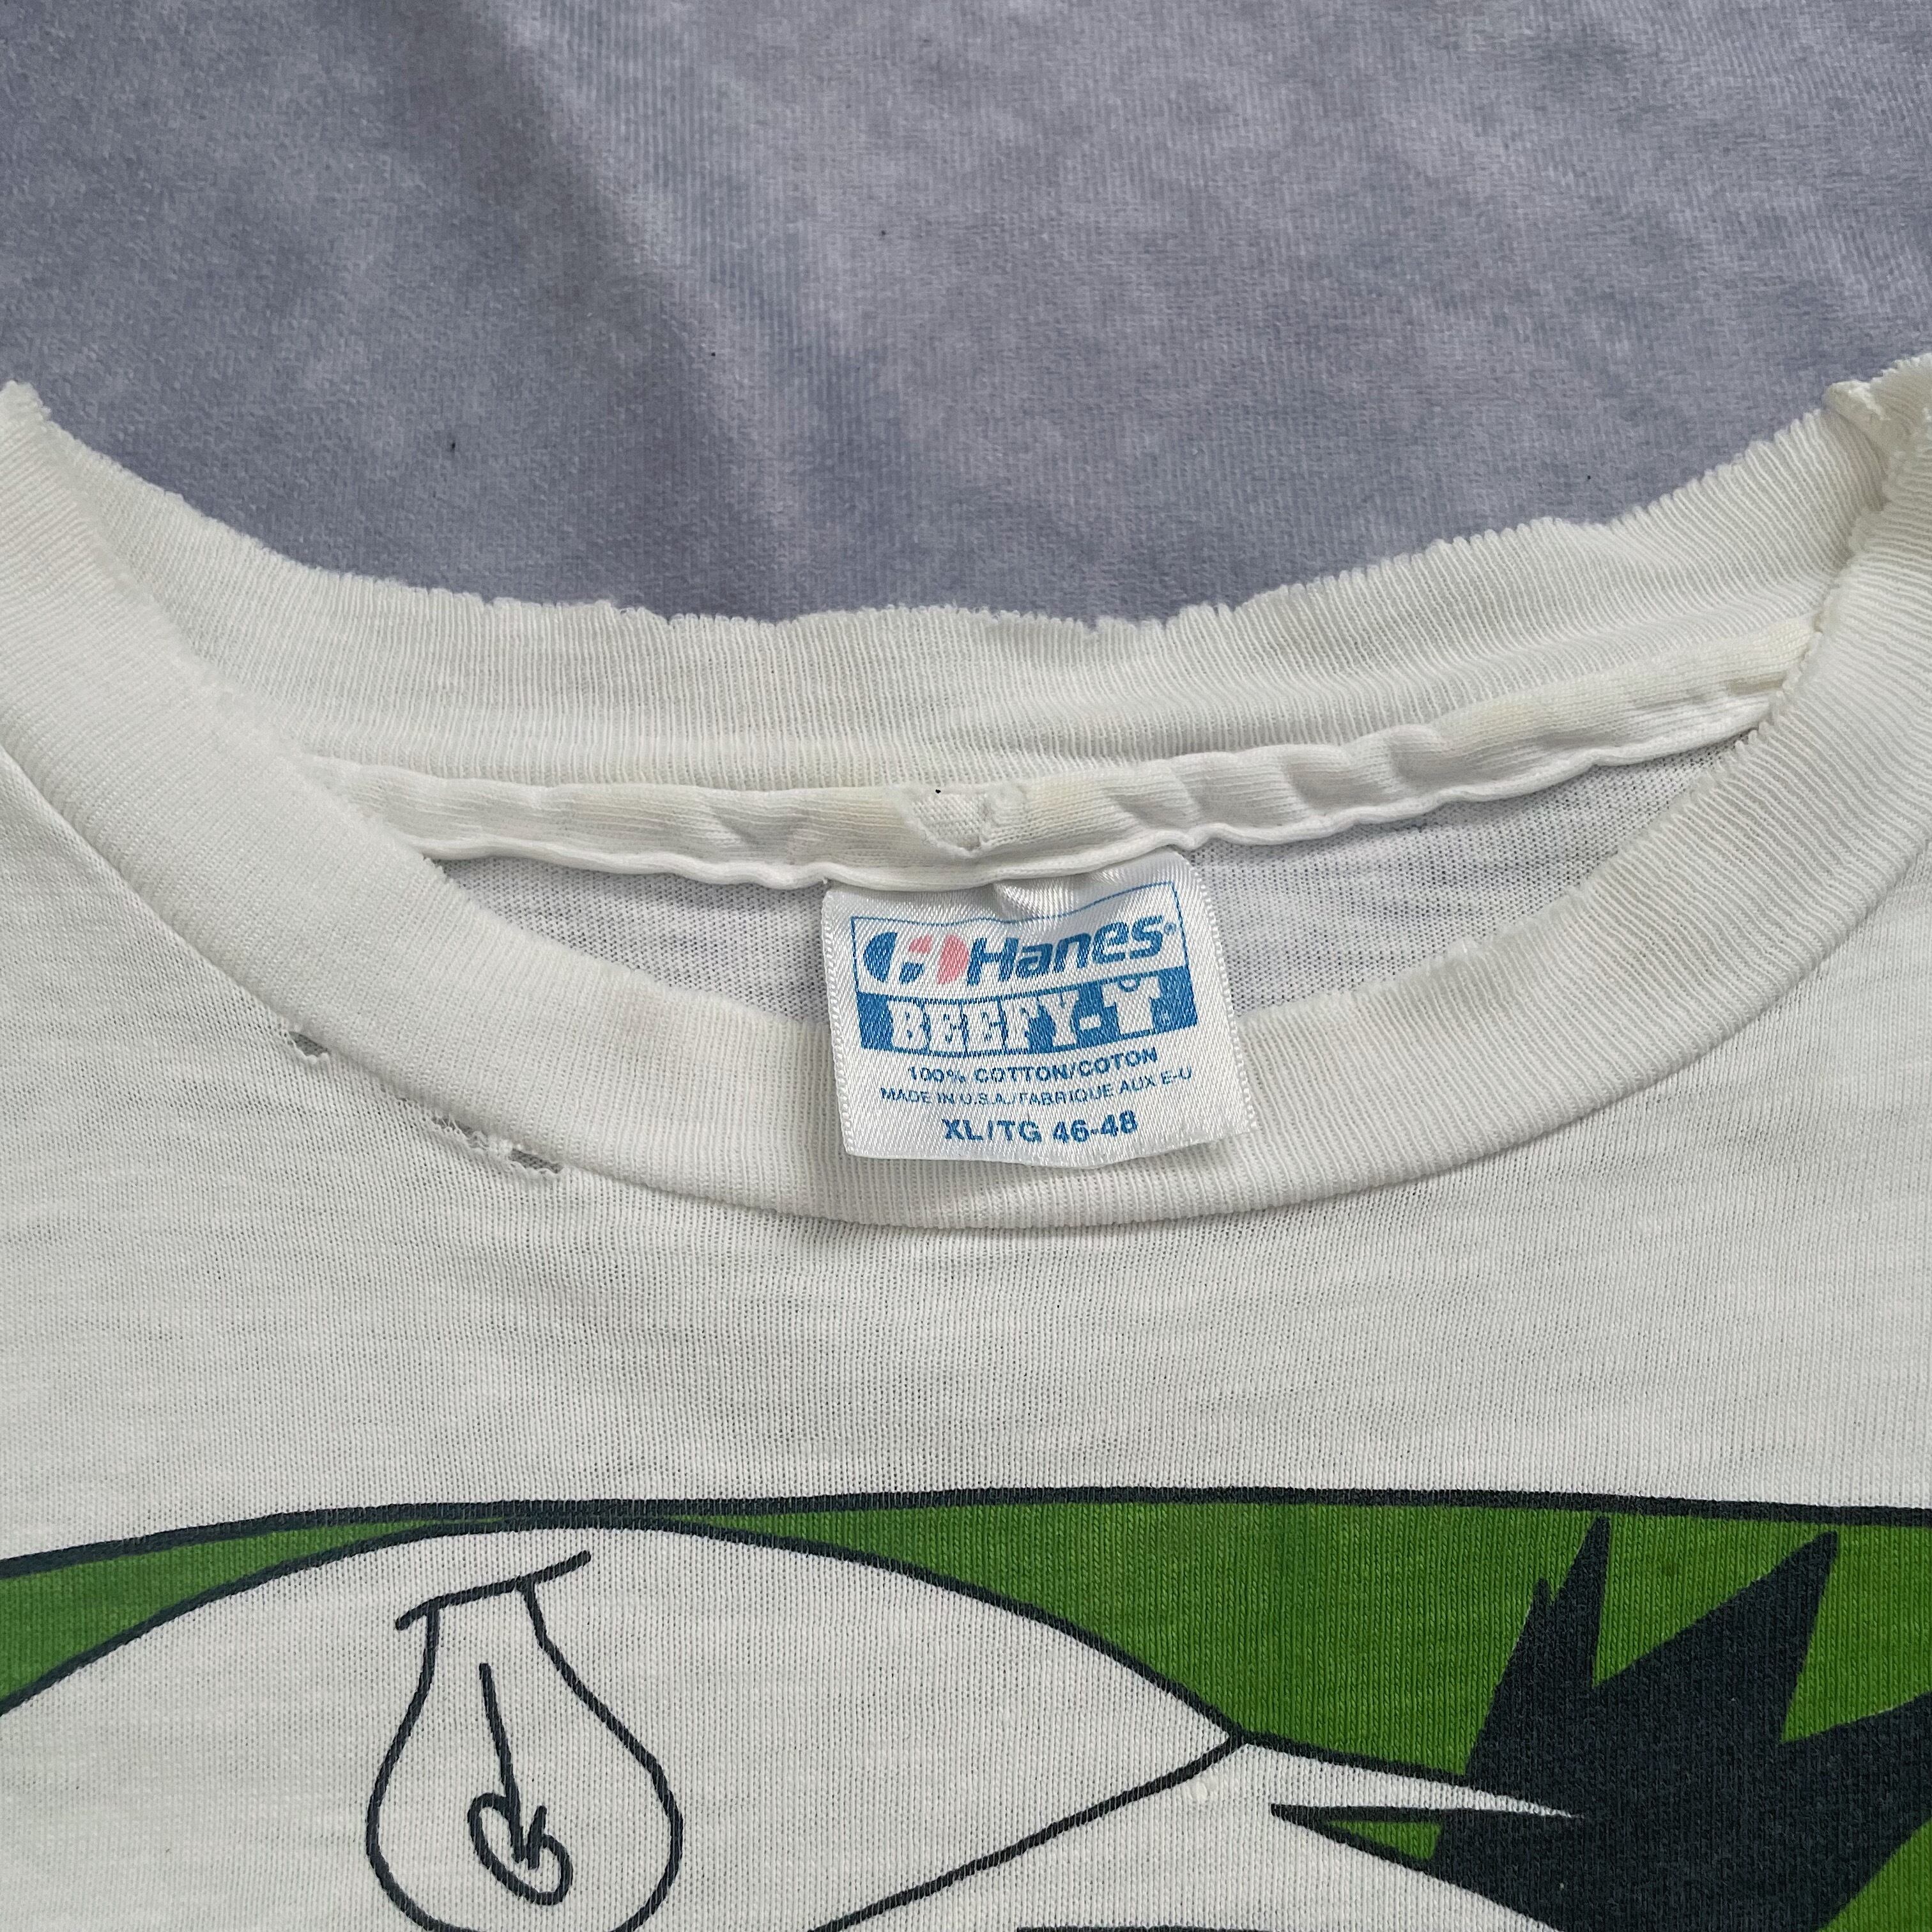 Hanes®
BEEFY-T®
100% COTTON/COTON
MADE IN U.S.A./FABRIQUE AUX E-U
XL/TG 46-48